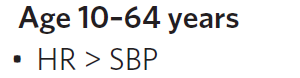 Age 10–64 years
• HR > SBP